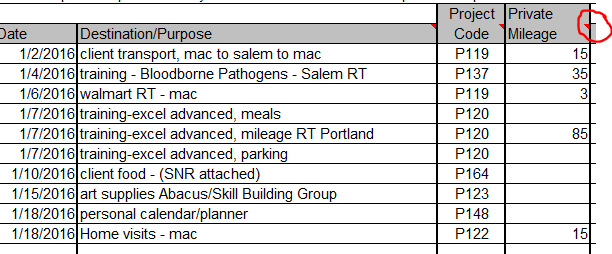 Project Private
Date Destination/Purpose Code Mileage
1/2/2016 client transport, mac to salem to mac P119 15
1/4/2016 training - Bloodborne Pathogens - Salem RT P137 35
1/6/2016 walmart RT - mac P119 3
1/7/2016 training-excel advanced, meals P120
1/7/2016 training-excel advanced, mileage RT Portland P120 85
1/7/2016 training-excel advanced, parking P120
1/10/2016 client food - (SNR attached) P164
1/15/2016 art supplies Abacus/Skill Building Group P123
1/18/2016 personal calendar/planner P148
1/18/2016 Home visits - mac P122 15